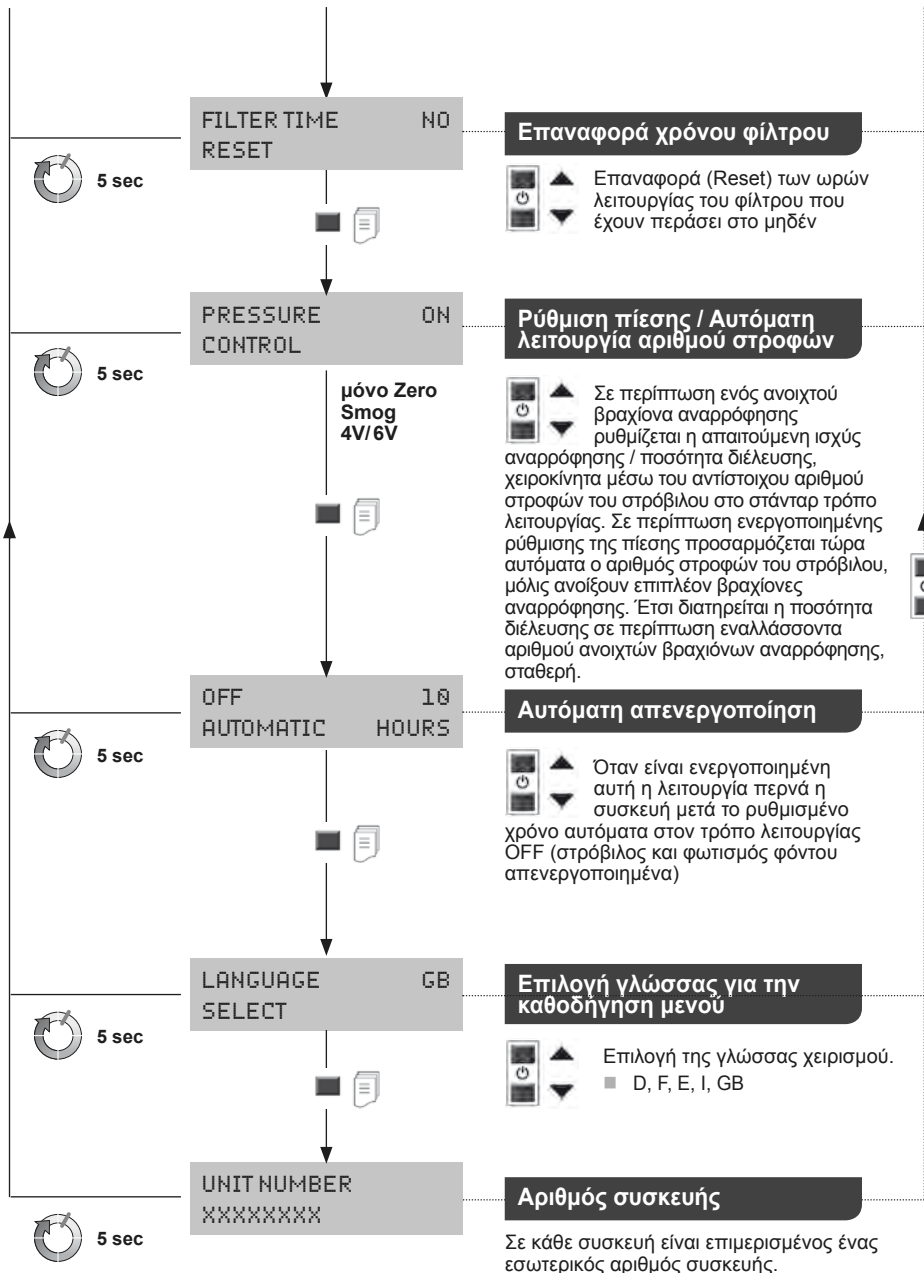 FILTER TIME NO
RESET
5 sec
Επαναφορά χρόνου φίλτρου
Επαναφορά (Reset) των ωρών
λειτουργίας του φίλτρου που
έχουν περάσει στο μηδέν
PRESSURE ON
CONTROL
5 sec
μόνο Zero
Smog
4V/6V
Ρύθμιση πίεσης / Αυτόματη
λειτουργία αριθμού στροφών
Σε περίπτωση ενός ανοιχτού
βραχίονα αναρρόφησης
ρυθμίζεται η απαιτούμενη ισχύς
αναρρόφησης / ποσότητα διέλευσης,
χειροκίνητα μέσω του αντίστοιχου αριθμού
στροφών του στρόβιλου στο στάνταρ τρόπο
λειτουργίας. Σε περίπτωση ενεργοποιημένης
ρύθμισης της πίεσης προσαρμόζεται τώρα
αυτόματα ο αριθμός στροφών του στρόβιλου,
μόλις ανοίξουν επιπλέον βραχίονες
αναρρόφησης. Έτσι διατηρείται η ποσότητα
διέλευσης σε περίπτωση εναλλάσσοντα
αριθμού ανοιχτών βραχιόνων αναρρόφησης,
σταθερή.
OFF 10
AUTOMATIC HOURS
5 sec
Αυτόματη απενεργοποίηση
Όταν είναι ενεργοποιημένη
αυτή η λειτουργία περνά η
συσκευή μετά το ρυθμισμένο
χρόνο αυτόματα στον τρόπο λειτουργίας
OFF (στρόβιλος και φωτισμός φόντου
απενεργοποιημένα)
LANGUAGE GB
SELECT
5 sec
Επιλογή γλώσσας για την
καθοδήγηση μενού
Επιλογή της γλώσσας χειρισμού.
D, F, E, I, GB
UNIT NUMBER
XXXXXXXX
5 sec
Αριθμός συσκευής
Σε κάθε συσκευή είναι επιμερισμένος ένας
εσωτερικός αριθμός συσκευής.